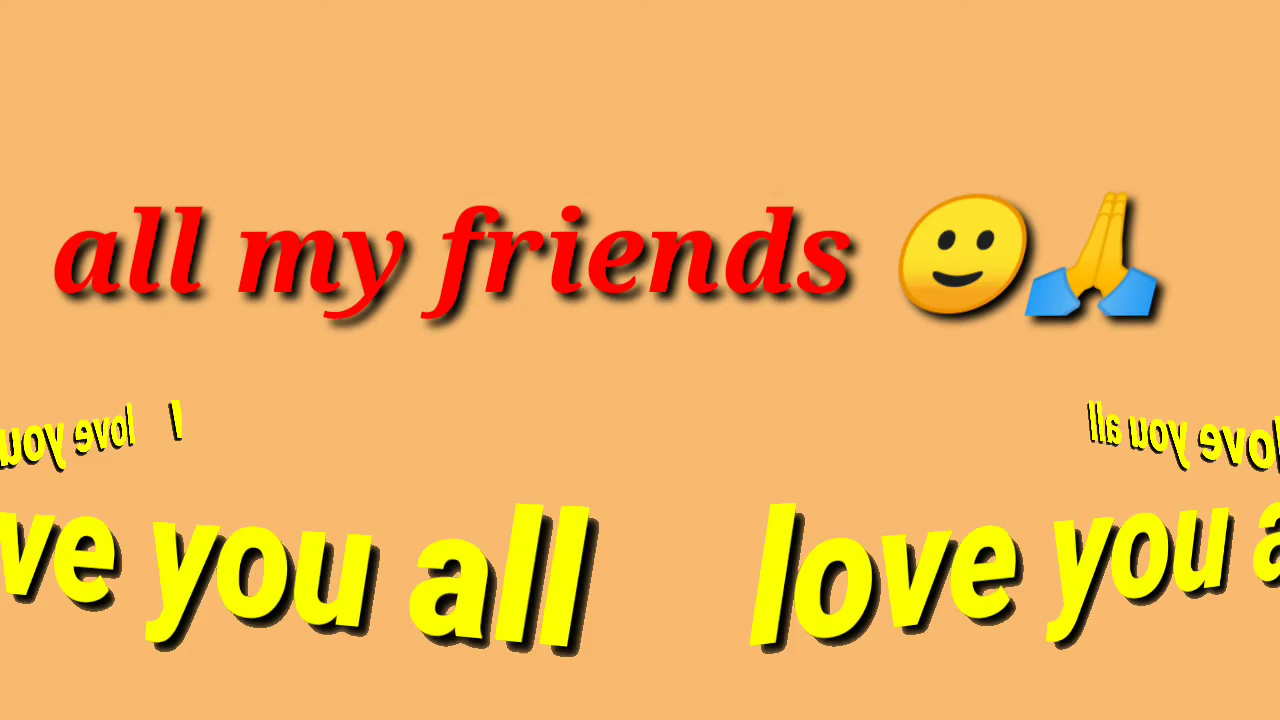 all my friends 🙂🙏
love you I
love you all
ve you all
love you